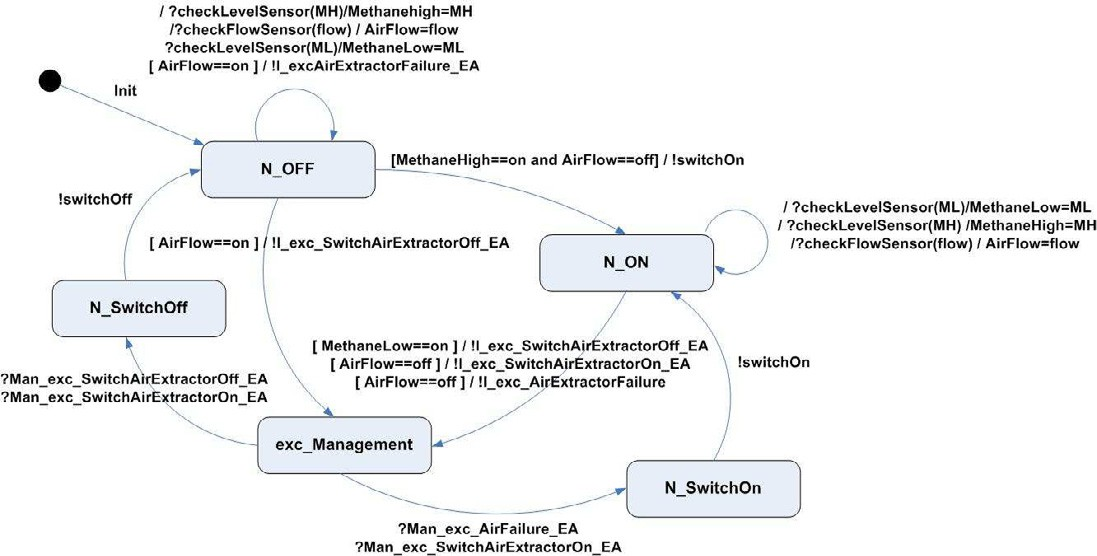 / ?checkLevelSensor(MH)/Methanehigh=MH
/?checkFlowSensor(flow) / AirFlow=flow
?checkLevelSensor(ML)/MethaneLow=ML
[ AirFlow==on ] / !I_excAirExtractorFailure_EA
Init
N_OFF
[MethaneHigh==on and AirFlow==off] / !switchOn
!switchOff
/ ?checkLevelSensor(ML)/MethaneLow=ML
/ ?checkLevelSensor(MH) /MethaneHigh=MH
/?checkFlowSensor(flow) / AirFlow=flow
[ AirFlow==on ] / !I_exc_SwitchAirExtractorOff_EA
N_ON
N_SwitchOff
[ MethaneLow==on ] / !I_exc_SwitchAirExtractorOff_EA
[ AirFlow==off ] / !I_exc_SwitchAirExtractorOn_EA
[ AirFlow==off ] / !I_exc_AirExtractorFailure
!switchOn
?Man_exc_SwitchAirExtractorOff_EA
?Man_exc_SwitchAirExtractorOn_EA
exc_Management
N_SwitchOn
?Man_exc_AirFailure_EA
?Man_exc_SwitchAirExtractorOn_EA